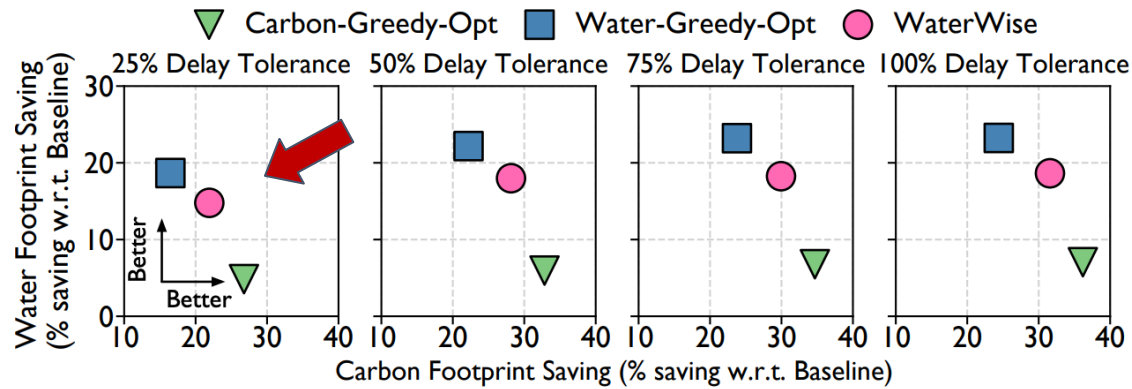 Carbon-Greedy-Opt Water-Greedy-Opt WaterWise
25% Delay Tolerance 50% Delay Tolerance 75% Delay Tolerance 100% Delay Tolerance
Water Footprint Saving
(% saving w.r.t. Baseline)
30
20
10
0
Better
Better
10 20 30 40 10 20 30 40 10 20 30 40 10 20 30 40
Carbon Footprint Saving (% saving w.r.t. Baseline)